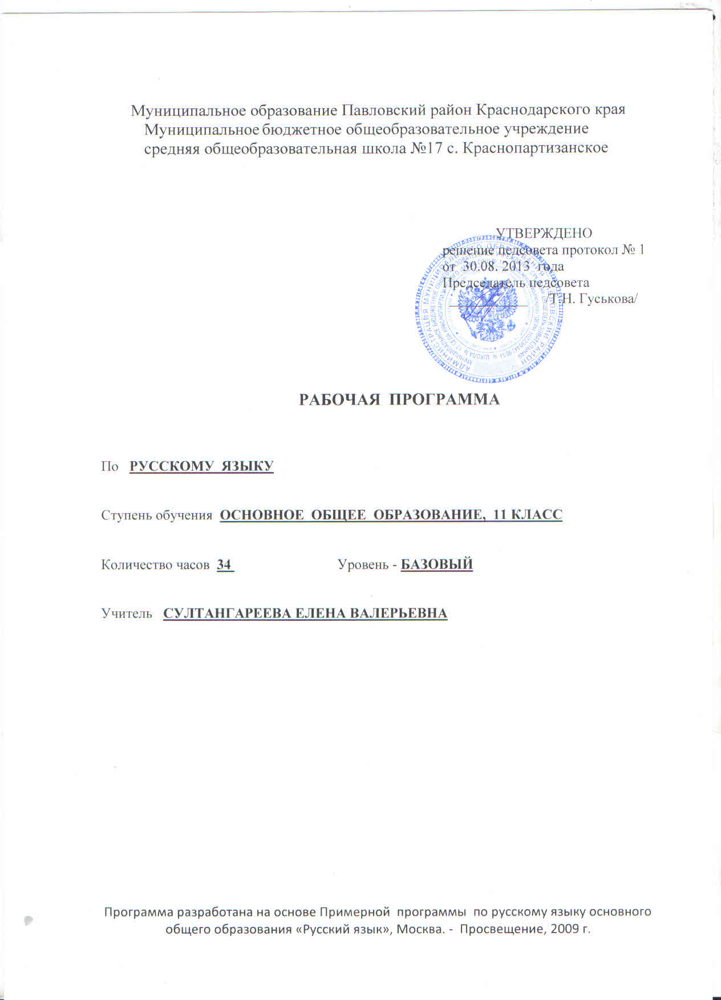 Муниципальное образование Павловский район Краснодарского края
Муниципальное бюджетное общеобразовательное учреждение
средняя общеобразовательная школа №17 с. Краснопартизанское
УТВЕРЖДЕНО
решение педсовета протокол № 1
от 30.08. 2013 года
Председатель педсовета
/Т.Н. Гуськова/
РАБОЧАЯ ПРОГРАММА
По РУССКОМУ ЯЗЫКУ
Ступень обучения ОСНОВНОЕ ОБЩЕЕ ОБРАЗОВАНИЕ, 11 КЛАСС
Количество часов 34 Уровень - БАЗОВЫЙ
Учитель СУЛТАНГАРЕЕВА ЕЛЕНА ВАЛЕРЬЕВНА
Программа разработана на основе Примерной программы по русскому языку основного
общего образования «Русский язык», Москва. - Просвещение, 2009 г.